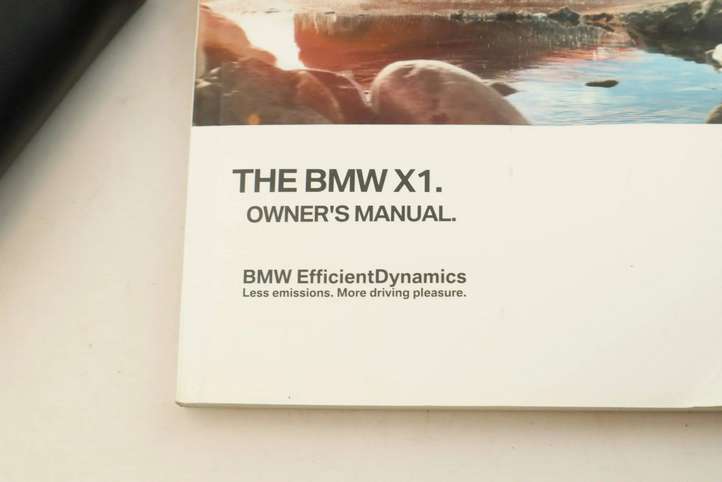 THE BMW X1.
OWNER'S MANUAL.
BMW EfficientDynamics
Less emissions. More driving pleasure.